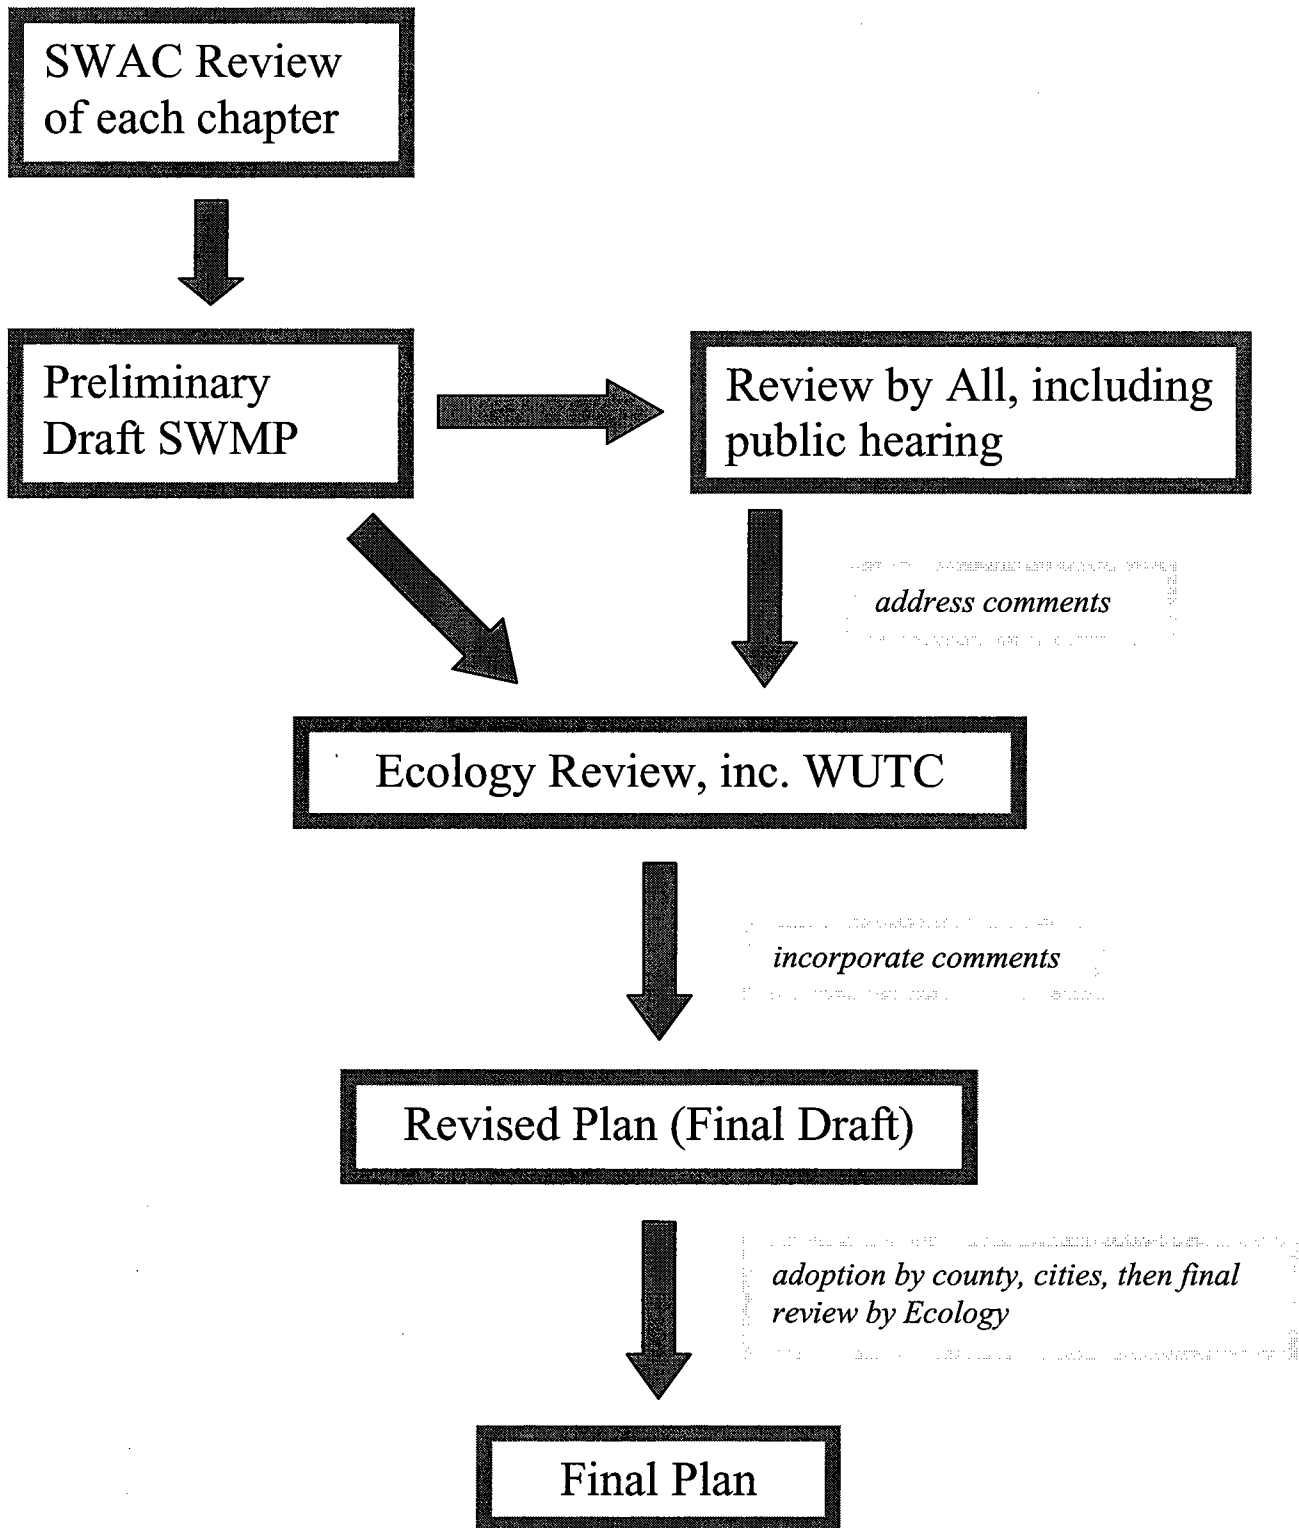 SWAC Review
of each chapter
Preliminary
Draft SWMP
Review by All, including
public hearing
address comments
Ecology Review, inc. WUTC
incorporate comments
Revised Plan (Final Draft)
adoption by county, cities, then final
review by Ecology
Final Plan